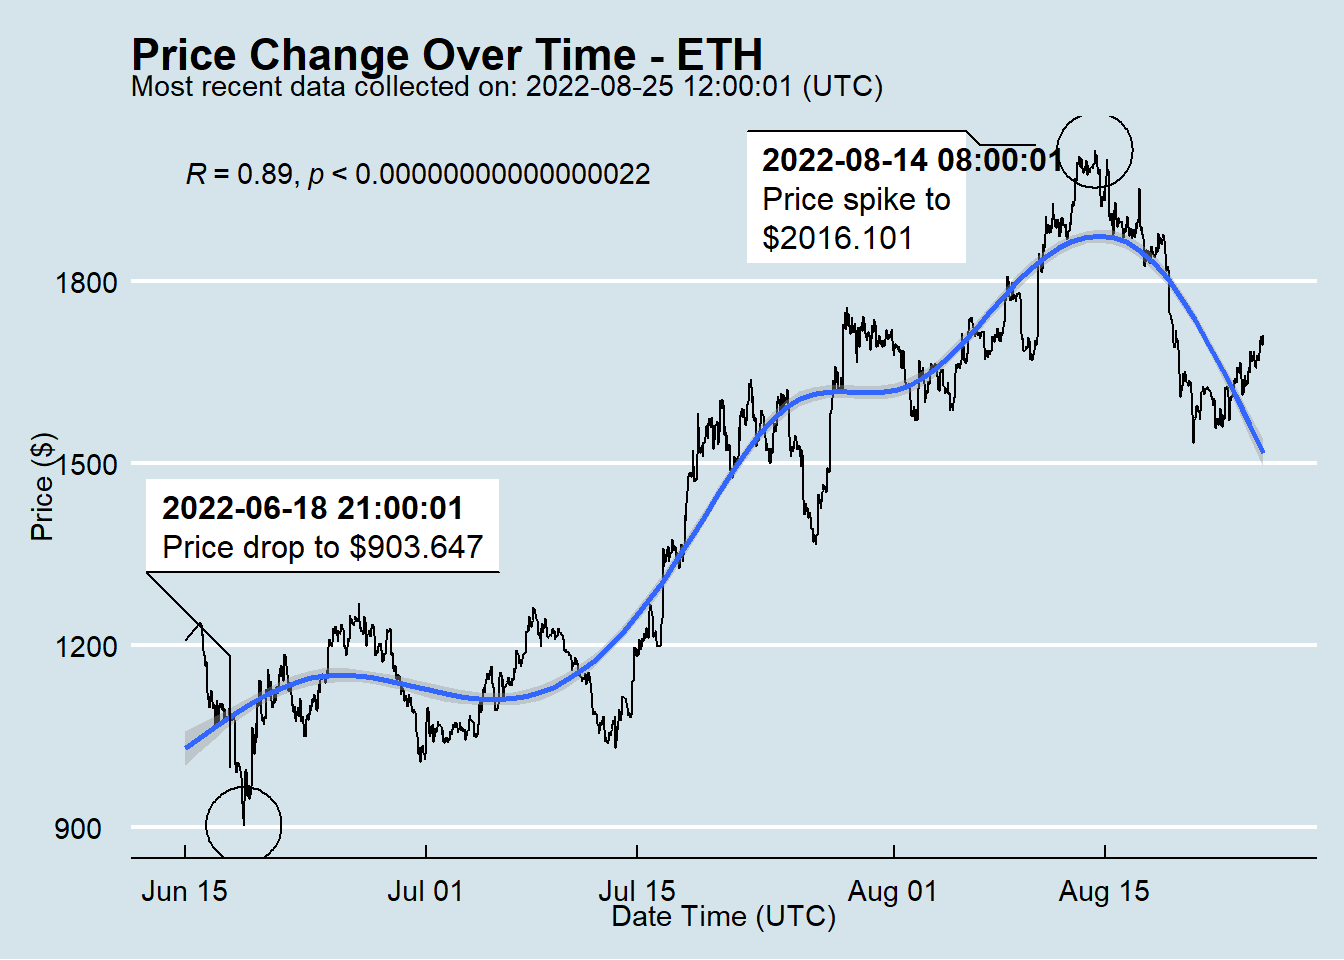 Price Change Over Time - ETH
Most recent data collected on: 2022-08-25 12:00:01 (UTC)
R = 0.89, p < 0.00000000000000022
2022-08-14 08:00:01
Price spike to
$2016.101
1800
1500
2022-06-18 21:00:01
Price drop to $903.647
1200
900
Price ($)
Jun 15 Jul 01 Jul 15 Aug 01 Aug 15
Date Time (UTC)